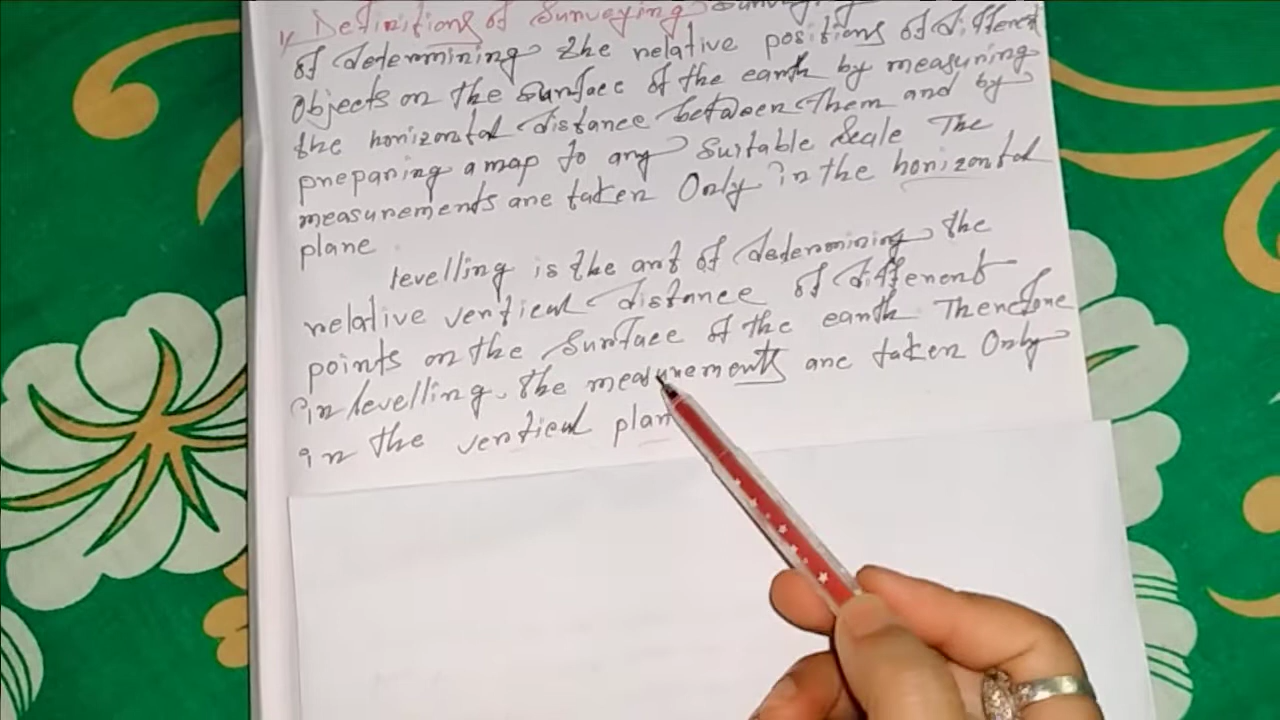 1) Definitions of Surveying
of determining the relative positions of different
Objects on the Surface of the earth by measuring
the horizontal distance between Them and by
preparing a map to any Suitable Scale The
measurements are taken Only in the horizontal
plane
levelling is the art of determining the
relative vertical distance of different
points on the Surface of the earth Therefore
in levelling, the measurements are taken Only
in the vertical plan